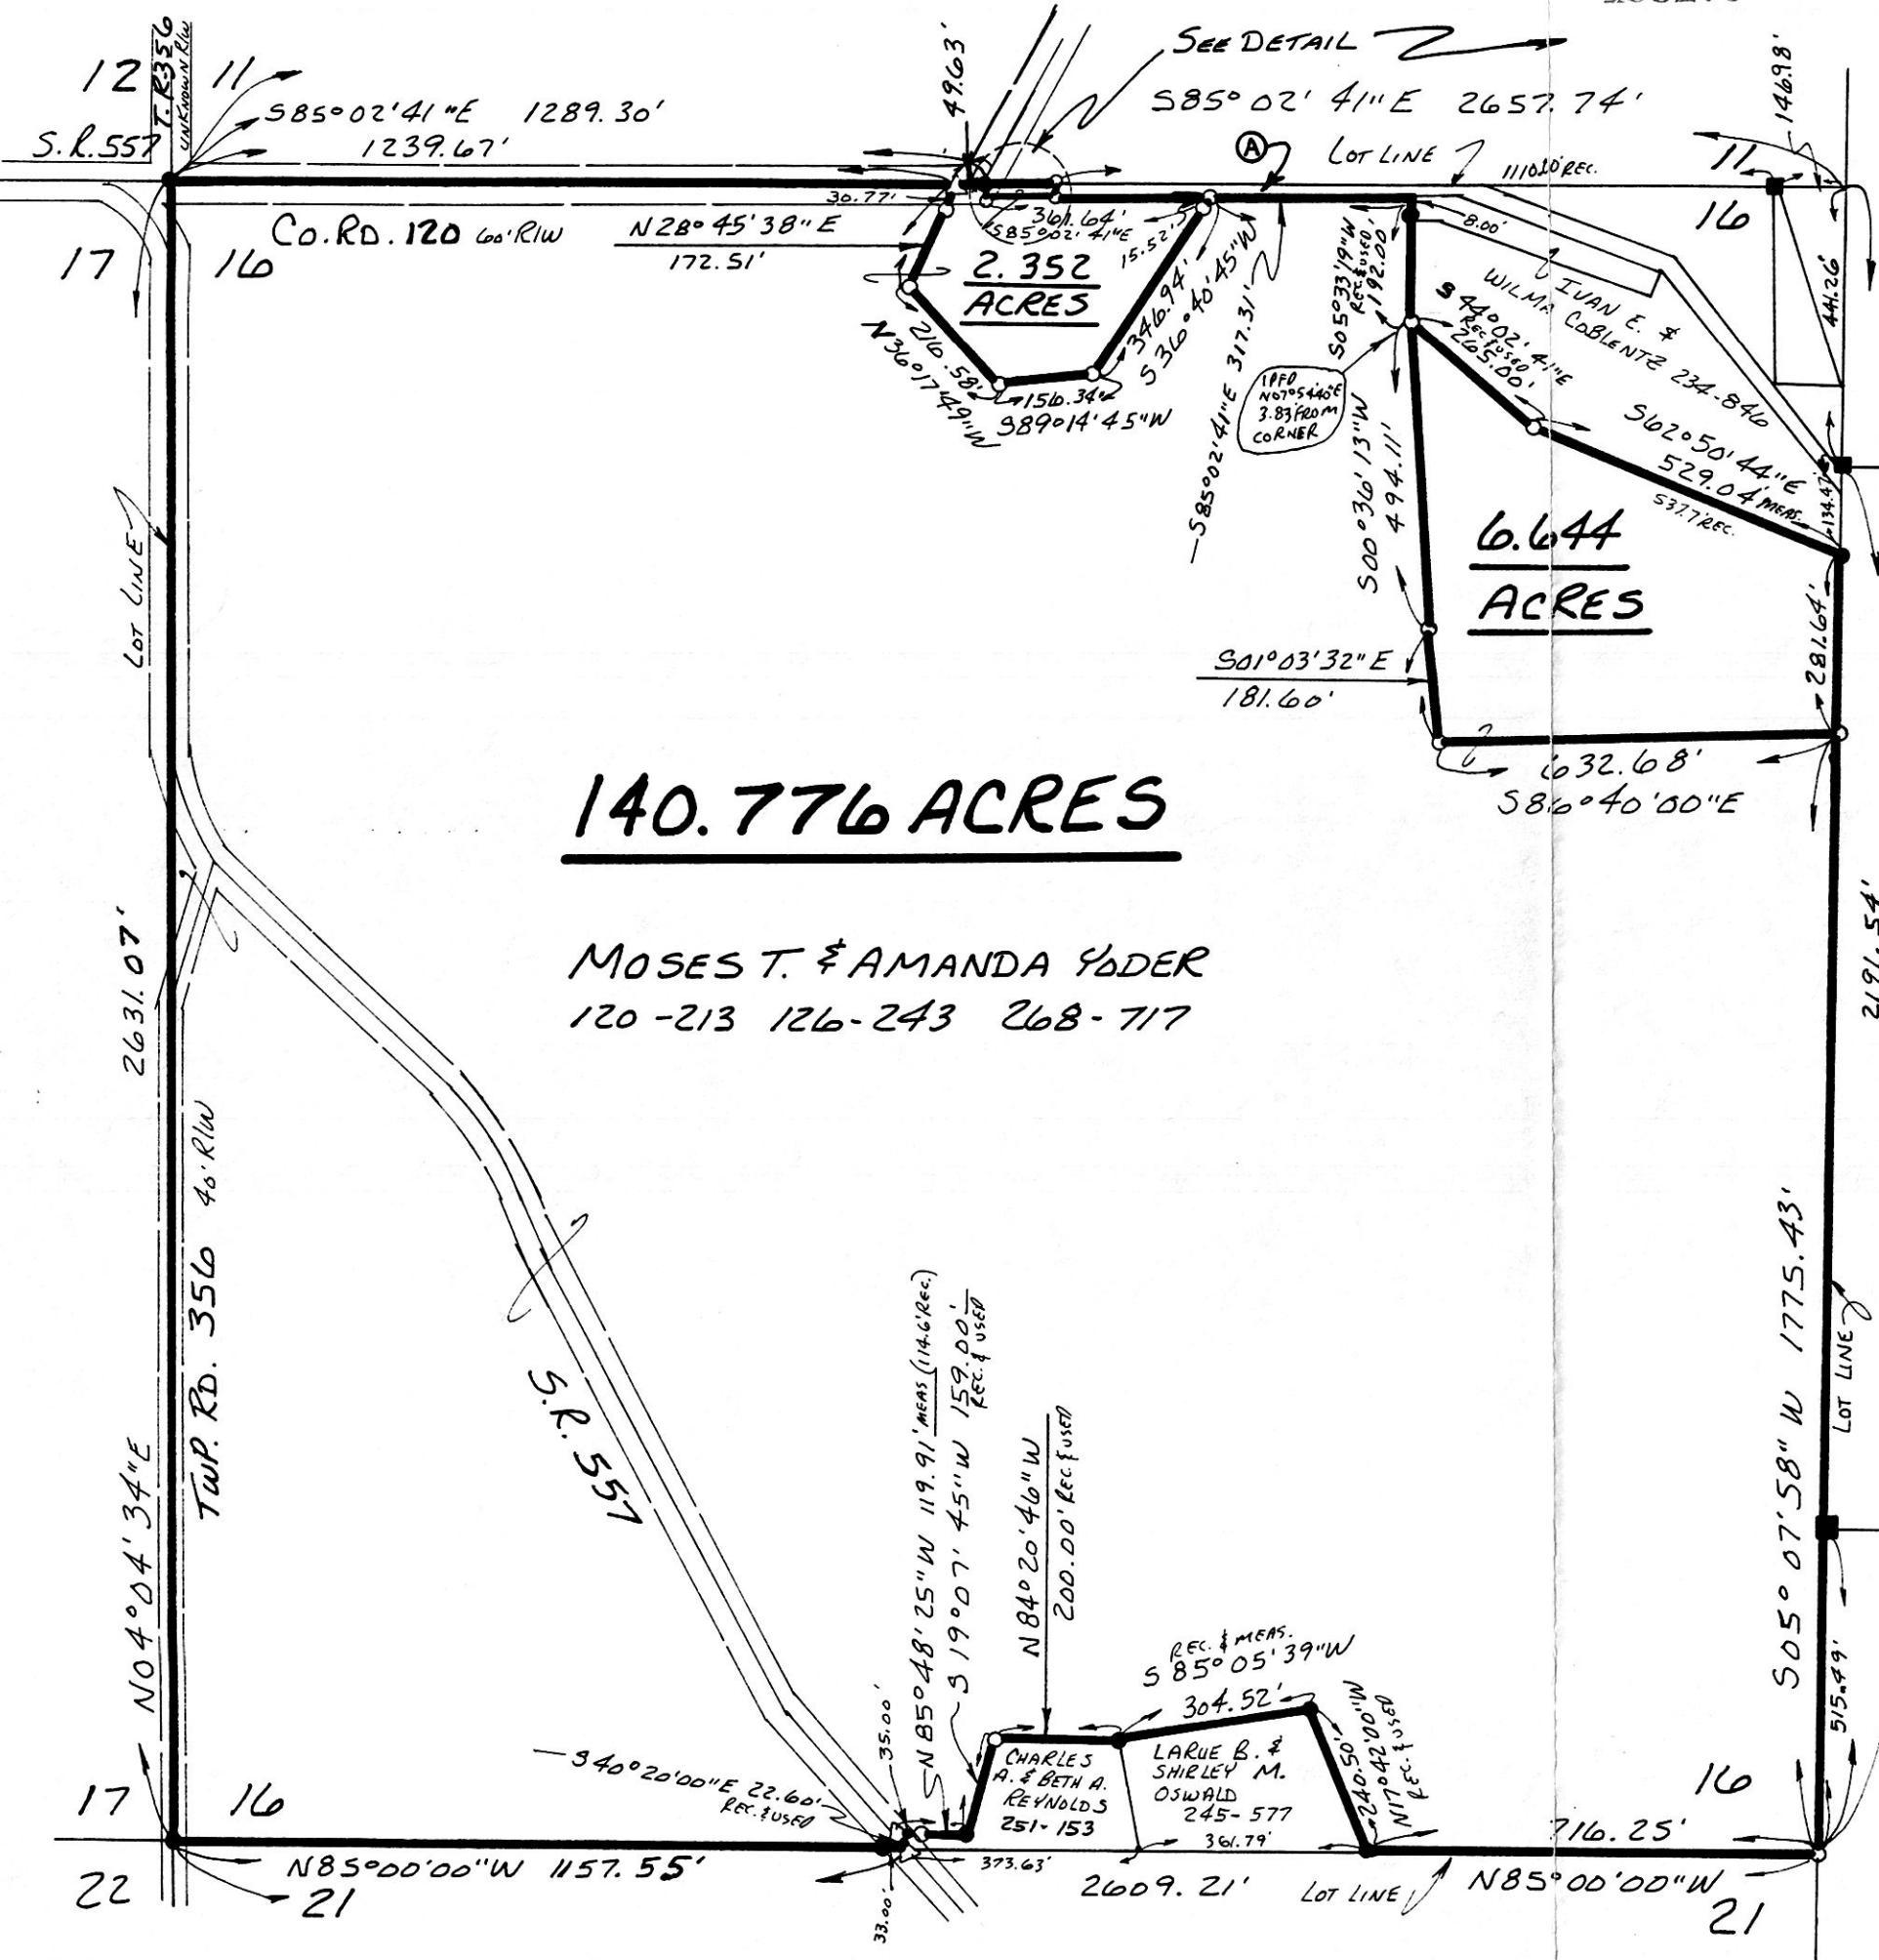 12
T.R.356
UNKNOWN R/W
11
S.R. 557
S85°02'41"E 1289.30'
1239.67'
49.63'
SEE DETAIL
S85°02'41"E 2657.74'
146.98'
A
LOT LINE
1110.20' REC.
11
16
17
16
CO. RD. 120 60' R/W
30.77'
N28°45'38"E
172.51'
361.64'
S85°02'41"E
15.52'
2.352
ACRES
216.58'
N36°17'49"W
156.34'
S89°14'45"W
346.94'
S36°40'45"W
S85°02'41"E 317.31'
S05°33'19"W
REC. & USED
192.00'
8.00'
IPFD
N07°54'40"E
3.83' FROM
CORNER
S44°02'41"E
REC. & USED
265.00'
IVAN E. &
WILMA COBLENTZ 234-846
441.26'
S62°50'44"E
529.04' MEAS.
537.7' REC.
134.47'
S00°36'13"W
494.11'
6.644
ACRES
281.64'
S01°03'32"E
181.60'
632.68'
S86°40'00"E
LOT LINE
140.776 ACRES
MOSES T. & AMANDA YODER
120-213 126-243 268-717
2631.07'
N04°04'34"E
TWP. RD. 356 40' R/W
S.R. 557
2191.54'
S05°07'58"W 1775.43'
LOT LINE
515.49'
N85°48'25"W 119.91' MEAS (114.6' REC.)
S19°07'45"W 159.00'
REC. & USED
N84°20'46"W
200.00' REC. & USED
REC. & MEAS.
S85°05'39"W
304.52'
240.50'
N17°42'00"W
REC. & USED
CHARLES
A. & BETH A.
REYNOLDS
251-153
LARUE B. &
SHIRLEY M.
OSWALD
245-577
361.79'
35.00'
S40°20'00"E 22.60'
REC. & USED
33.00'
373.63'
17
16
22
21
N85°00'00"W 1157.55'
2609.21'
LOT LINE
716.25'
N85°00'00"W
16
21